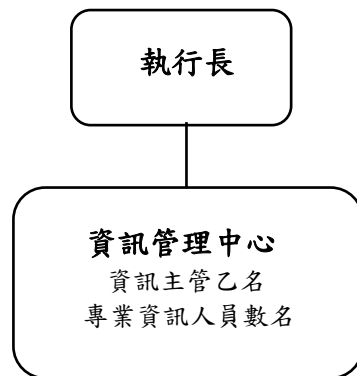 執行長
資訊管理中心
資訊主管乙名
專業資訊人員數名